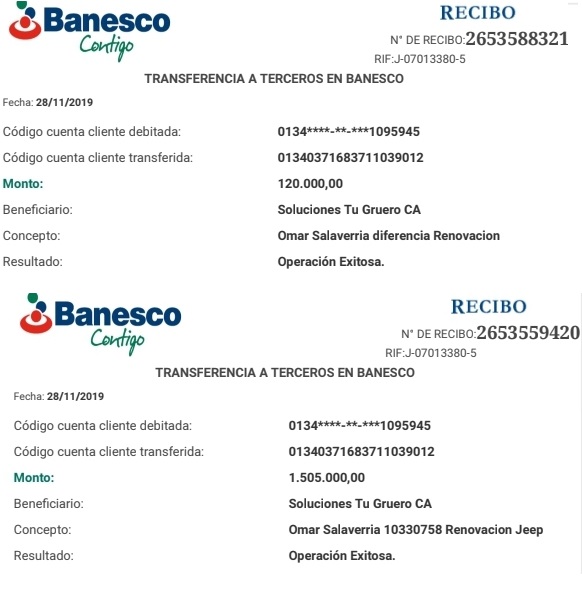 Banesco
Contigo
RECIBO
N° DE RECIBO:2653588321
RIF:J-07013380-5
TRANSFERENCIA A TERCEROS EN BANESCO
Fecha: 28/11/2019
Código cuenta cliente debitada: 0134****-**-***1095945
Código cuenta cliente transferida: 01340371683711039012
Monto: 120.000,00
Beneficiario: Soluciones Tu Gruero CA
Concepto: Omar Salaverria diferencia Renovacion
Resultado: Operación Exitosa.
Banesco
Contigo
RECIBO
N° DE RECIBO:2653559420
RIF:J-07013380-5
TRANSFERENCIA A TERCEROS EN BANESCO
Fecha: 28/11/2019
Código cuenta cliente debitada: 0134****-**-***1095945
Código cuenta cliente transferida: 01340371683711039012
Monto: 1.505.000,00
Beneficiario: Soluciones Tu Gruero CA
Concepto: Omar Salaverria 10330758 Renovacion Jeep
Resultado: Operación Exitosa.